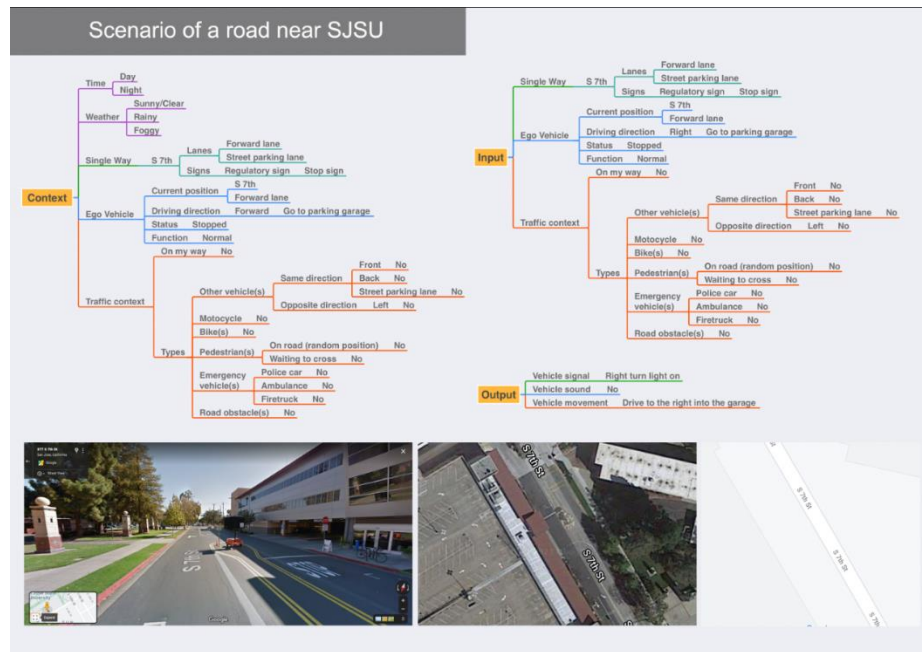 Scenario of a road near SJSU
Context
Time
Day
Night
Weather
Sunny/Clear
Rainy
Foggy
Single Way S 7th
Lanes
Forward lane
Street parking lane
Signs Regulatory sign Stop sign
Ego Vehicle
Current position
S 7th
Forward lane
Driving direction Forward Go to parking garage
Status Stopped
Function Normal
Traffic context
On my way No
Types
Other vehicle(s)
Same direction
Front No
Back No
Street parking lane No
Opposite direction Left No
Motocycle No
Bike(s) No
Pedestrian(s)
On road (random position) No
Waiting to cross No
Emergency
vehicle(s)
Police car No
Ambulance No
Firetruck No
Road obstacle(s) No
Input
Single Way S 7th
Lanes
Forward lane
Street parking lane
Signs Regulatory sign Stop sign
Ego Vehicle
Current position
S 7th
Forward lane
Driving direction Right Go to parking garage
Status Stopped
Function Normal
Traffic context
On my way No
Types
Other vehicle(s)
Same direction
Front No
Back No
Street parking lane No
Opposite direction Left No
Motocycle No
Bike(s) No
Pedestrian(s)
On road (random position) No
Waiting to cross No
Emergency
vehicle(s)
Police car No
Ambulance No
Firetruck No
Road obstacle(s) No
Output
Vehicle signal Right turn light on
Vehicle sound No
Vehicle movement Drive to the right into the garage
S 7th St
Google
S 7th St
S 7th St
S 7th St
S 7th St
S 7th St
S 7th